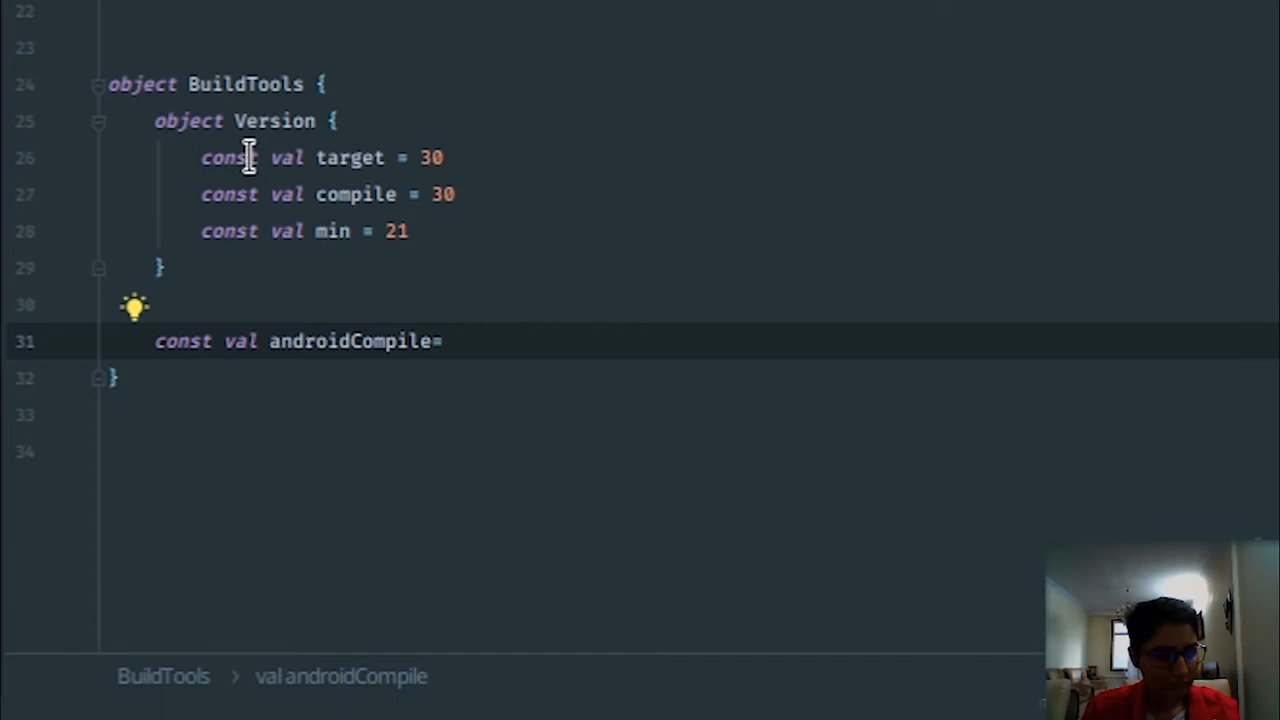 22
23
24 object BuildTools {
25 object Version {
26 const val target = 30
27 const val compile = 30
28 const val min = 21
29 }
30
31 const val androidCompile=
32 }
33
34
BuildTools > val androidCompile